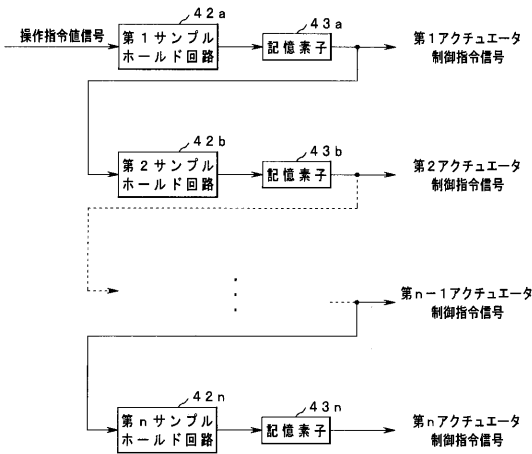 42a
43a
操作指令値信号
第1サンプル
ホールド回路
記憶素子
第1アクチュエータ
制御指令信号
42b
43b
第2サンプル
ホールド回路
記憶素子
第2アクチュエータ
制御指令信号
第n−1アクチュエータ
制御指令信号
42n
43n
第nサンプル
ホールド回路
記憶素子
第nアクチュエータ
制御指令信号